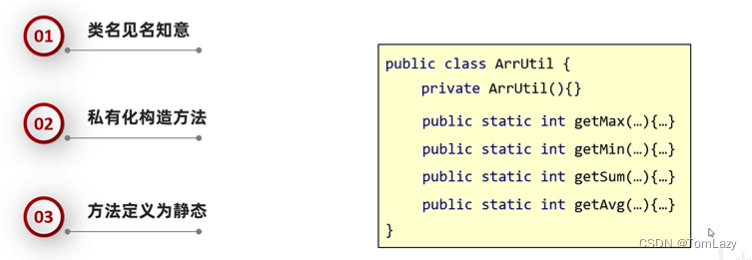 01
类名见名知意
02
私有化构造方法
03
方法定义为静态
public class ArrUtil {
private ArrUtil(){}
public static int getMax(…){…}
public static int getMin(…){…}
public static int getSum(…){…}
public static int getAvg(…){…}
}
CSDN @TomLazy